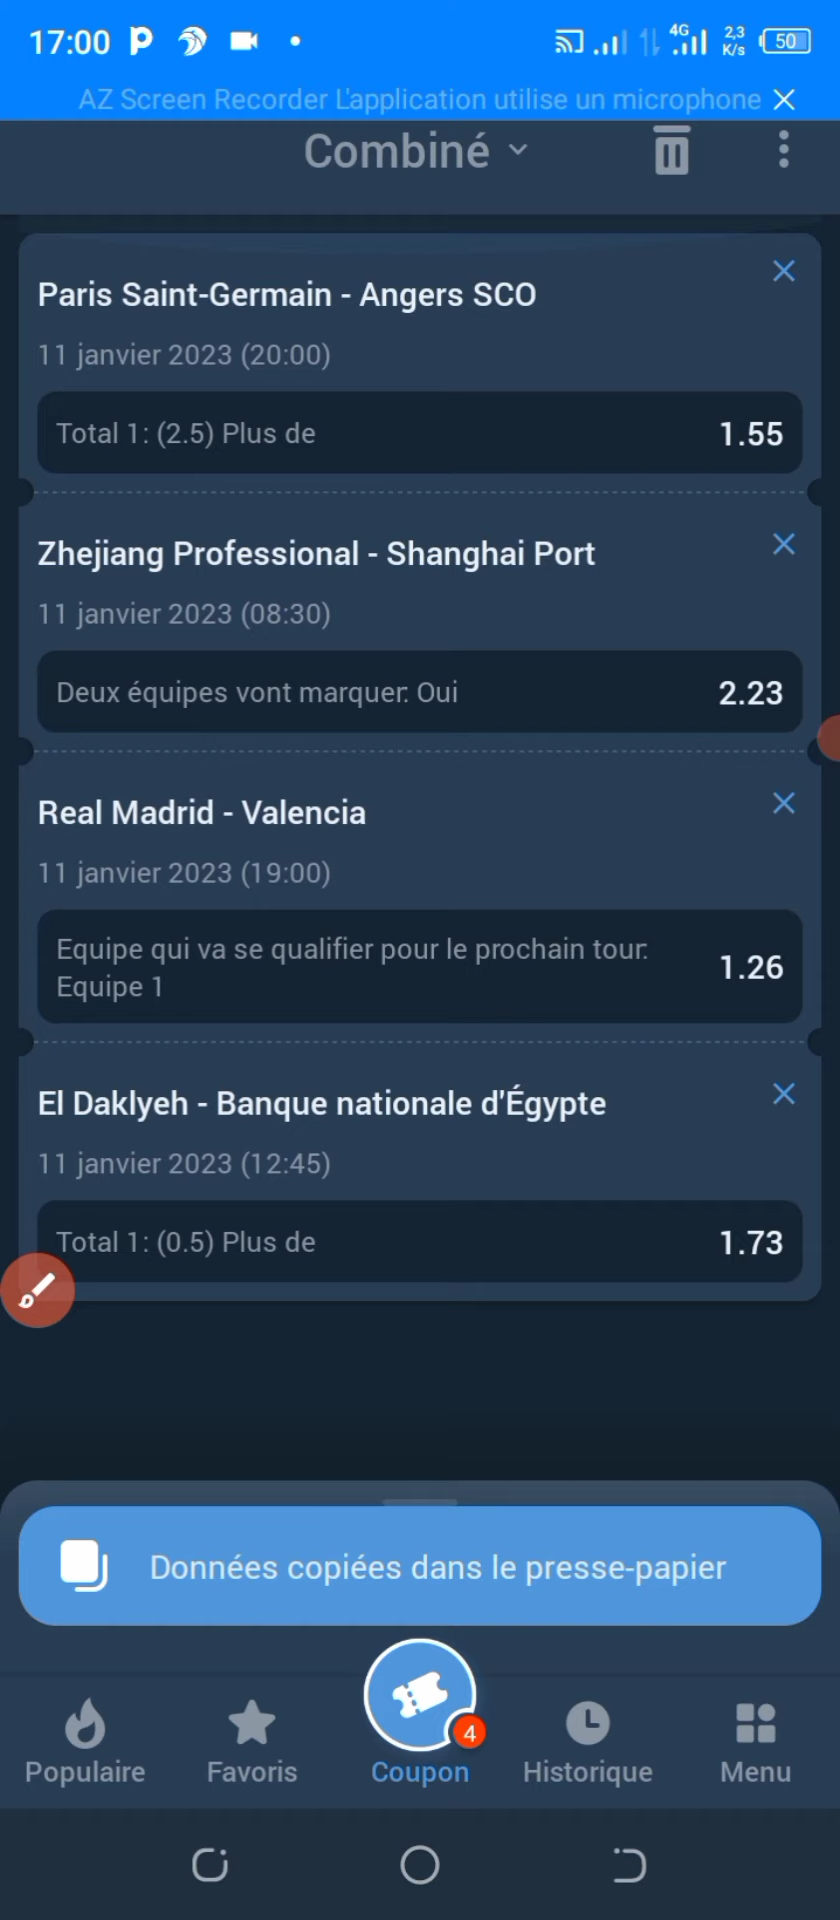 17:00
4G
2,3
K/s
50
AZ Screen Recorder L'application utilise un microphone
Combiné
Paris Saint-Germain - Angers SCO
11 janvier 2023 (20:00)
Total 1: (2.5) Plus de
1.55
Zhejiang Professional - Shanghai Port
11 janvier 2023 (08:30)
Deux équipes vont marquer: Oui
2.23
Real Madrid - Valencia
11 janvier 2023 (19:00)
Equipe qui va se qualifier pour le prochain tour:
Equipe 1
1.26
El Daklyeh - Banque nationale d'Égypte
11 janvier 2023 (12:45)
Total 1: (0.5) Plus de
1.73
Données copiées dans le presse-papier
4
Populaire
Favoris
Coupon
Historique
Menu